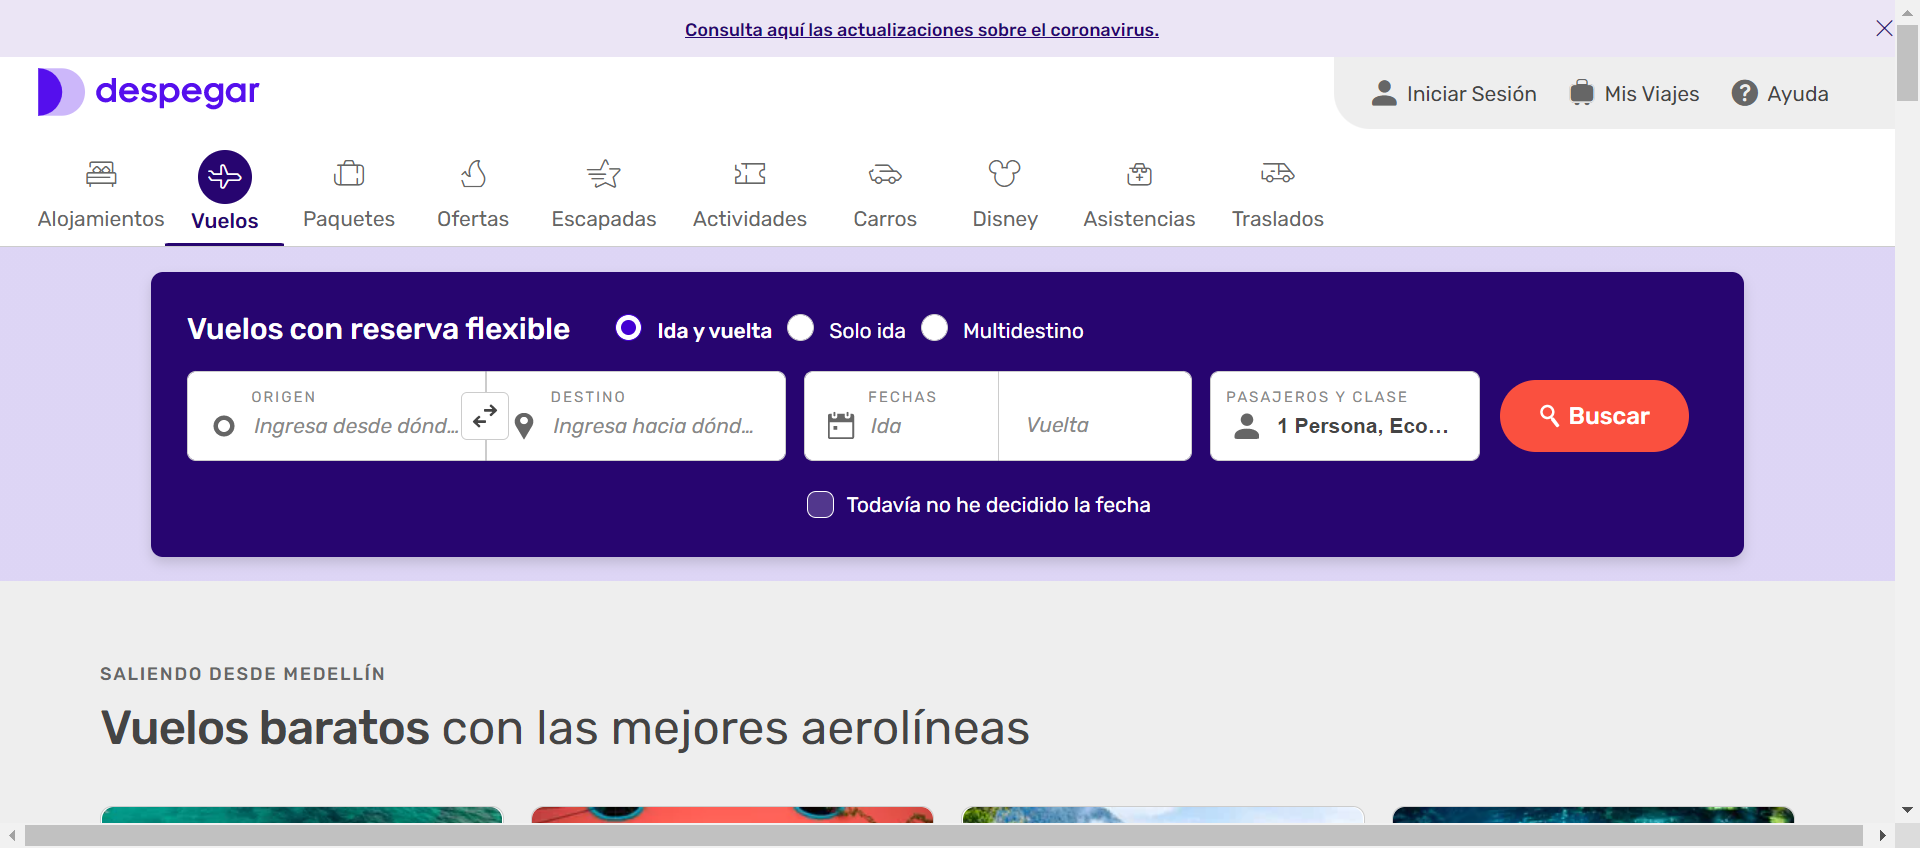 Consulta aquí las actualizaciones sobre el coronavirus.
despegar
Iniciar Sesión
Mis Viajes
Ayuda
Alojamientos
Vuelos
Paquetes
Ofertas
Escapadas
Actividades
Carros
Disney
Asistencias
Traslados
Vuelos con reserva flexible
Ida y vuelta
Solo ida
Multidestino
ORIGEN
Ingresa desde dónd...
DESTINO
Ingresa hacia dónd...
FECHAS
Ida
Vuelta
PASAJEROS Y CLASE
1 Persona, Eco...
Buscar
Todavía no he decidido la fecha
SALIENDO DESDE MEDELLÍN
Vuelos baratos con las mejores aerolíneas